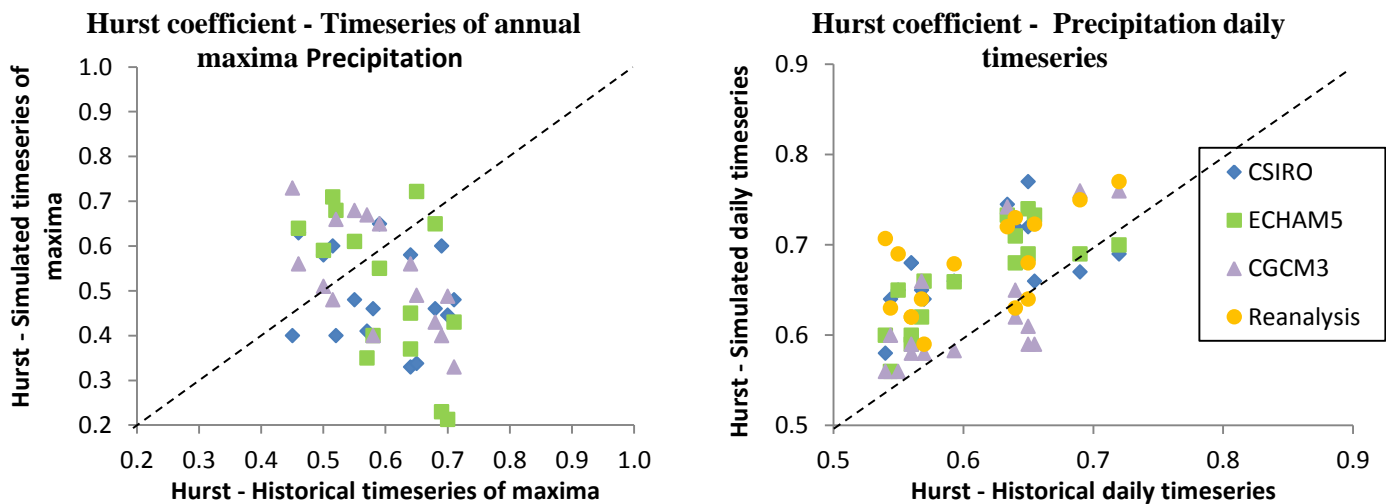 Hurst coefficient - Timeseries of annual
maxima Precipitation
Hurst - Simulated timeseries of
maxima
1.0
0.9
0.8
0.7
0.6
0.5
0.4
0.3
0.2
0.2 0.3 0.4 0.5 0.6 0.7 0.8 0.9 1.0
Hurst - Historical timeseries of maxima
Hurst coefficient - Precipitation daily
timeseries
Hurst - Simulated daily timeseries
0.9
0.8
0.7
0.6
0.5
0.5 0.6 0.7 0.8 0.9
Hurst - Historical daily timeseries
CSIRO
ECHAM5
CGCM3
Reanalysis